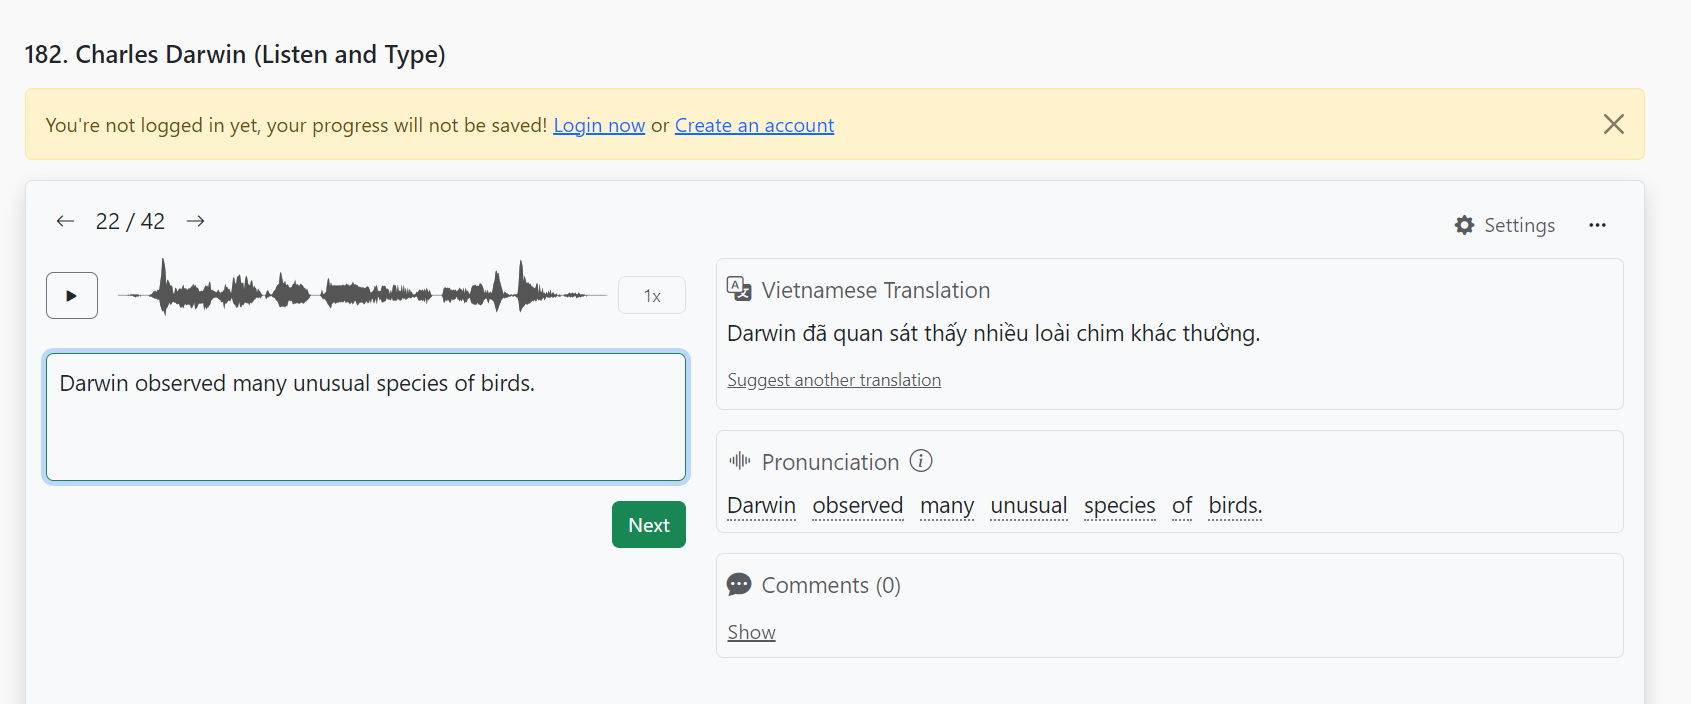 182. Charles Darwin (Listen and Type)
You're not logged in yet, your progress will not be saved! Login now or Create an account
22 / 42
Settings
1x
Darwin observed many unusual species of birds.
Next
Vietnamese Translation
Darwin đã quan sát thấy nhiều loài chim khác thường.
Suggest another translation
Pronunciation
Darwin observed many unusual species of birds.
Comments (0)
Show